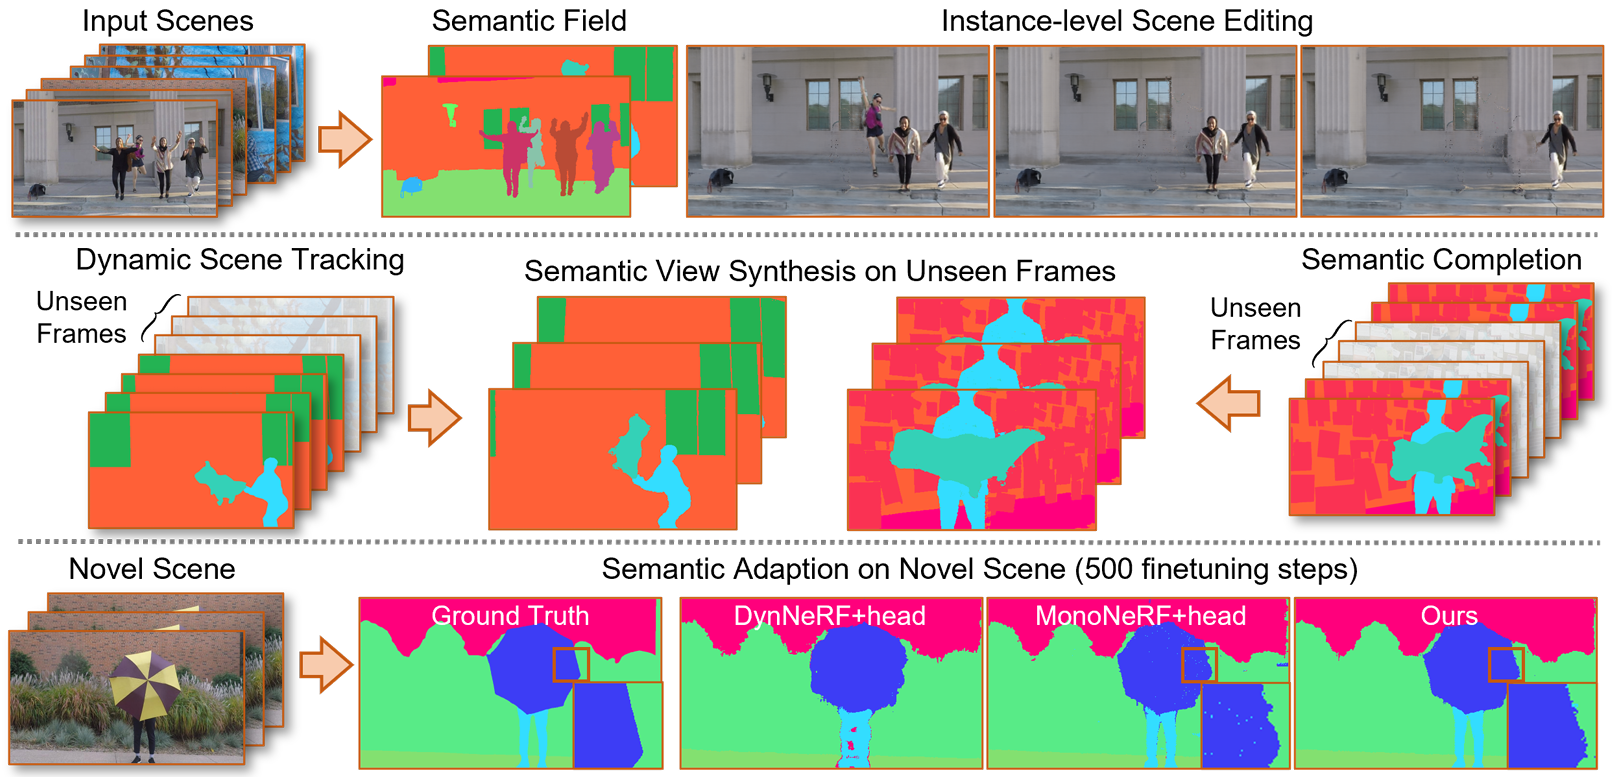 Input Scenes
Semantic Field
Instance-level Scene Editing
Dynamic Scene Tracking
Semantic View Synthesis on Unseen Frames
Semantic Completion
Unseen
Frames
Unseen
Frames
Novel Scene
Semantic Adaption on Novel Scene (500 finetuning steps)
Ground Truth
DynNeRF+head
MonoNeRF+head
Ours